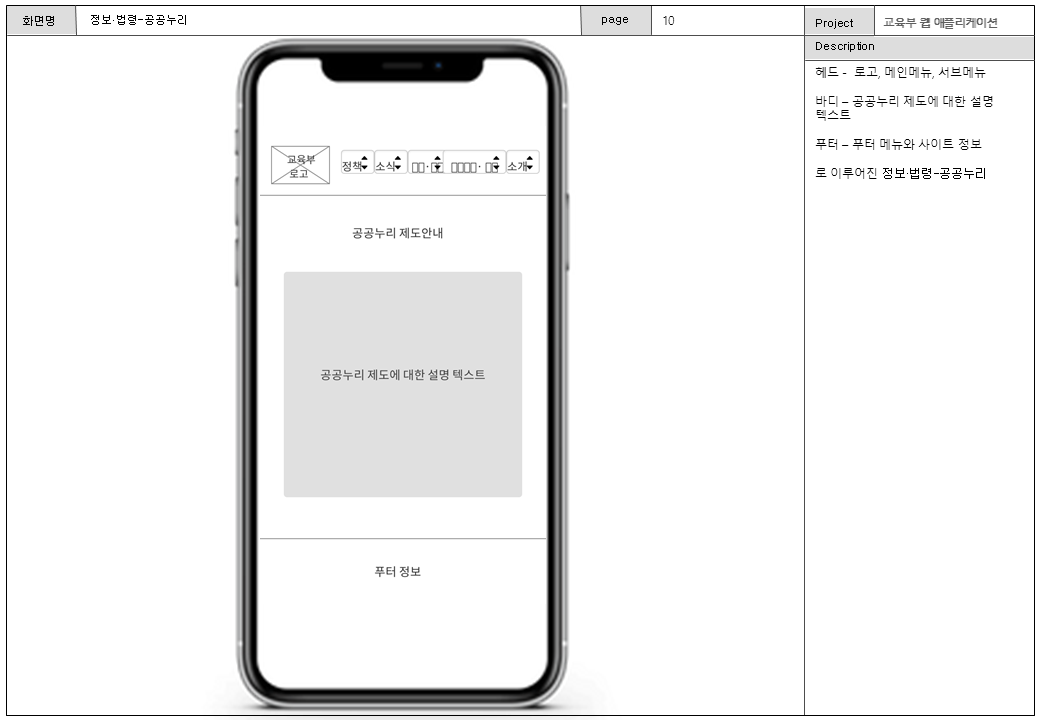 화면명
정보·법령-공공누리
page
10
Project
교육부 웹 애플리케이션
Description
헤드 - 로고, 메인메뉴, 서브메뉴
바디 – 공공누리 제도에 대한 설명
텍스트
푸터 – 푸터 메뉴와 사이트 정보
로 이루어진 정보·법령-공공누리
교육부
로고
정책
소식
소개
공공누리 제도안내
공공누리 제도에 대한 설명 텍스트
푸터 정보